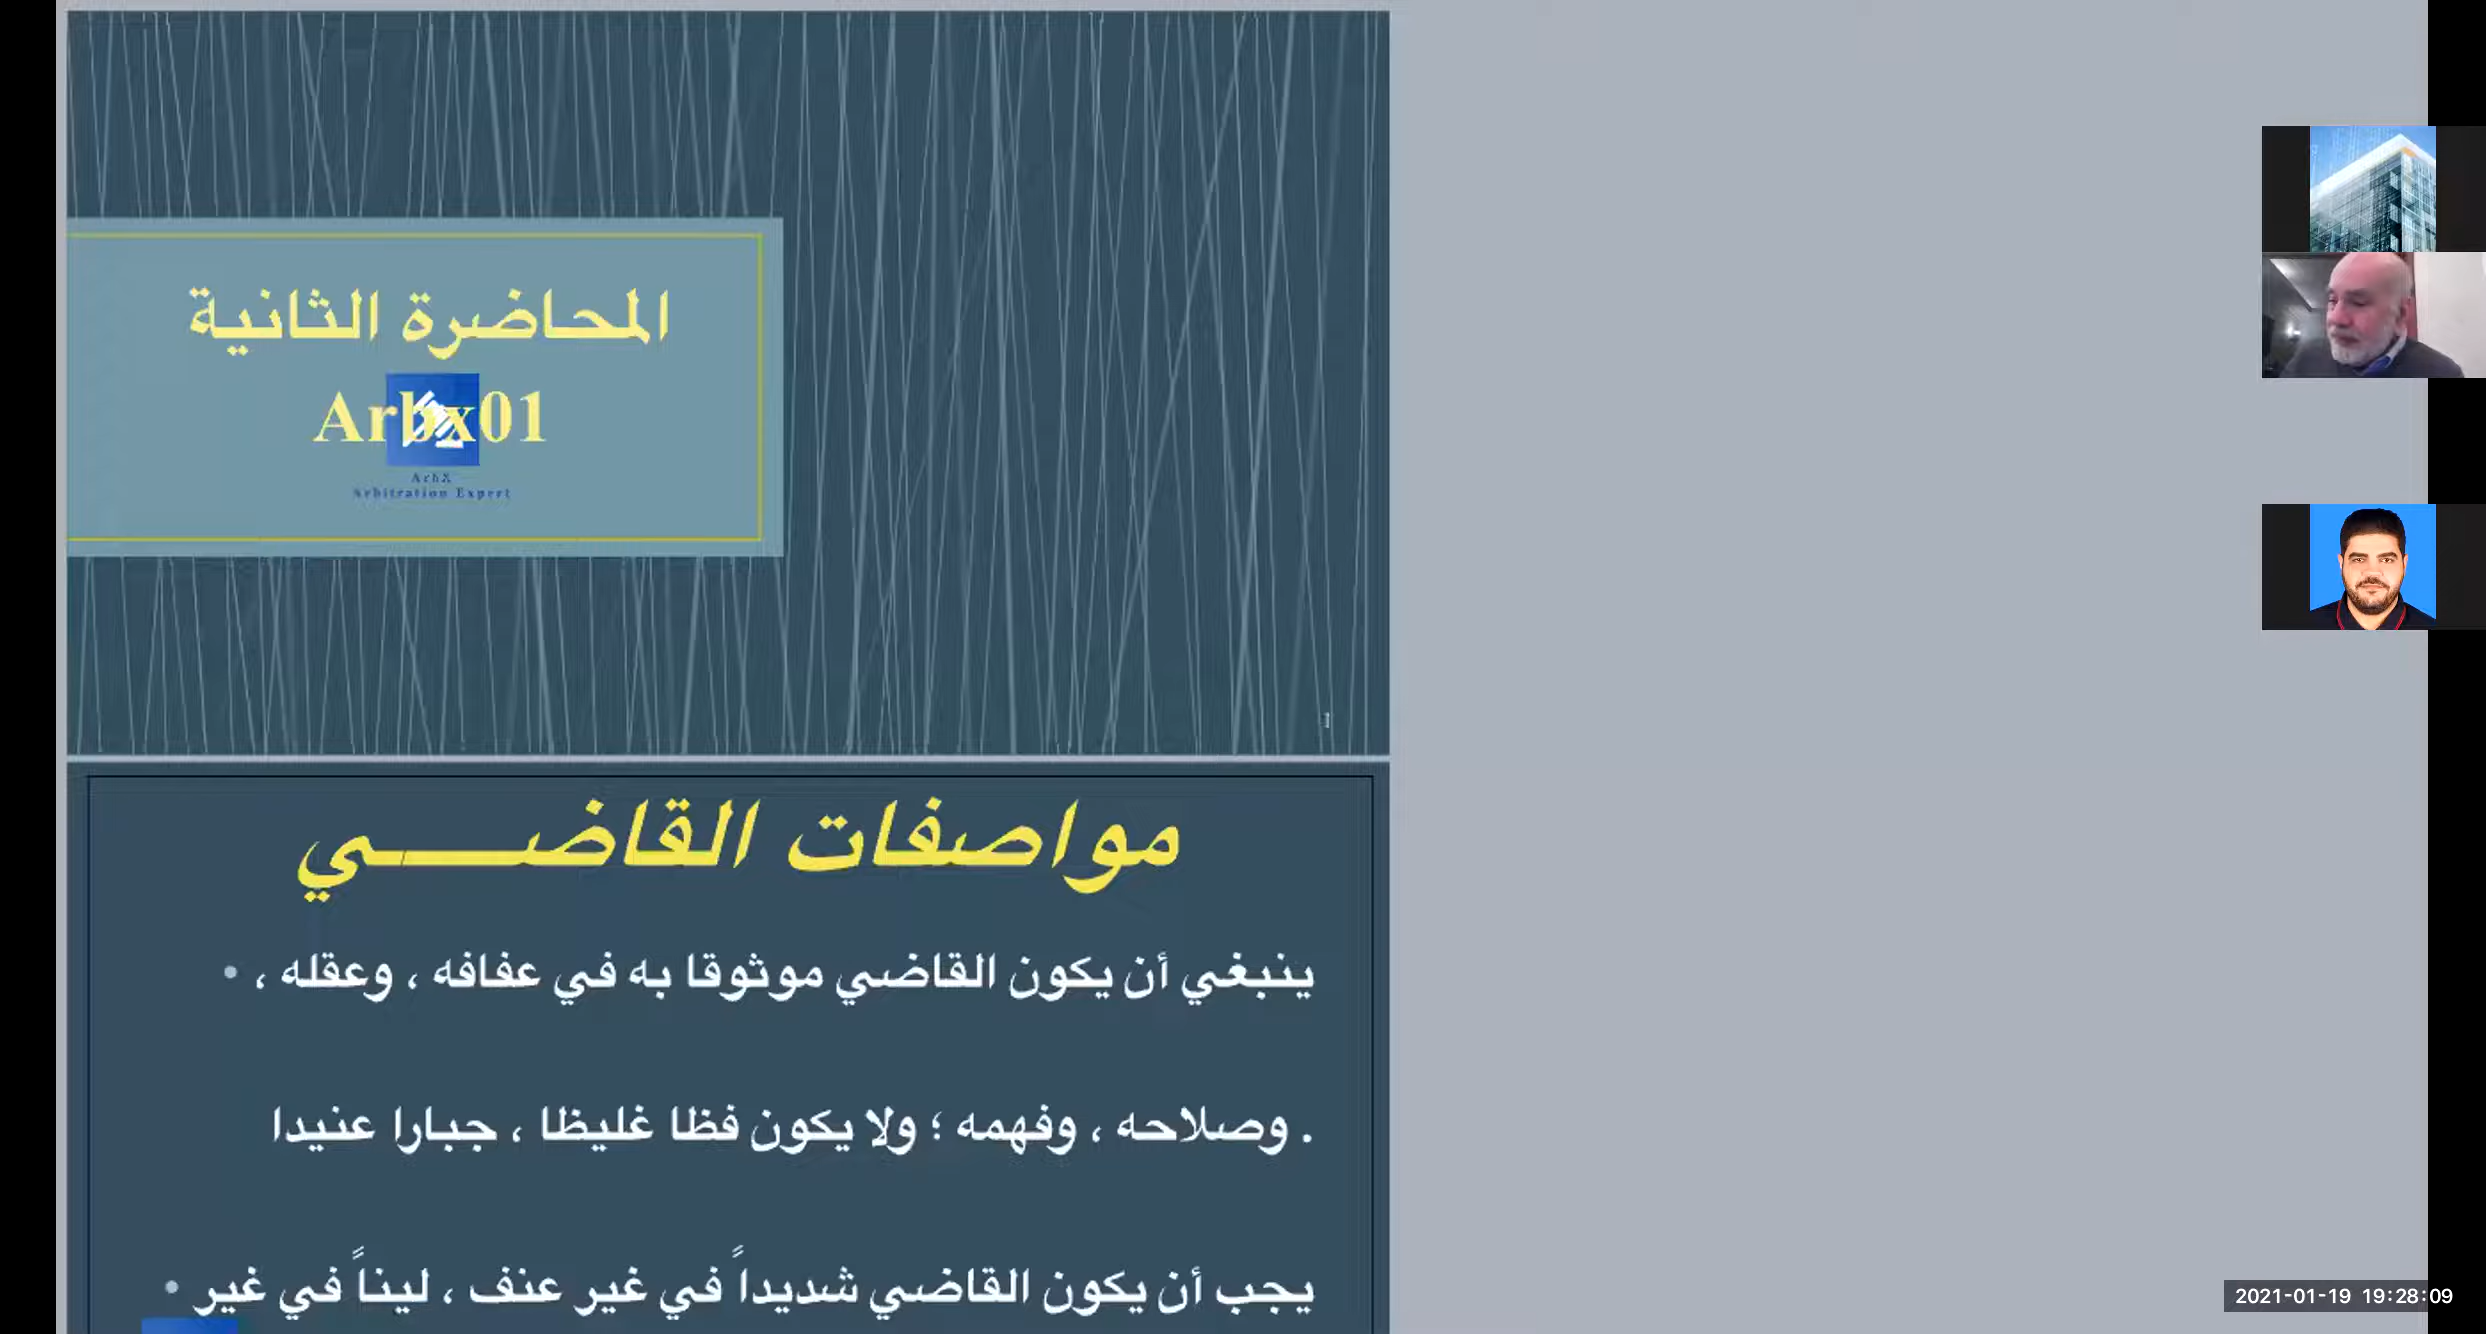 المحاضرة الثانية
Arbx01
ArbX
Arbitration Expert
1
مواصفات القاضـــــي
ينبغي أن يكون القاضي موثوقا به في عفافه ، وعقله ، •
. وصلاحه ، وفهمه ؛ ولا يكون فظا غليظا ، جبارا عنيدا
يجب أن يكون القاضي شديداً في غير عنف ، ليناً في غير •
2021-01-19 19:28:09